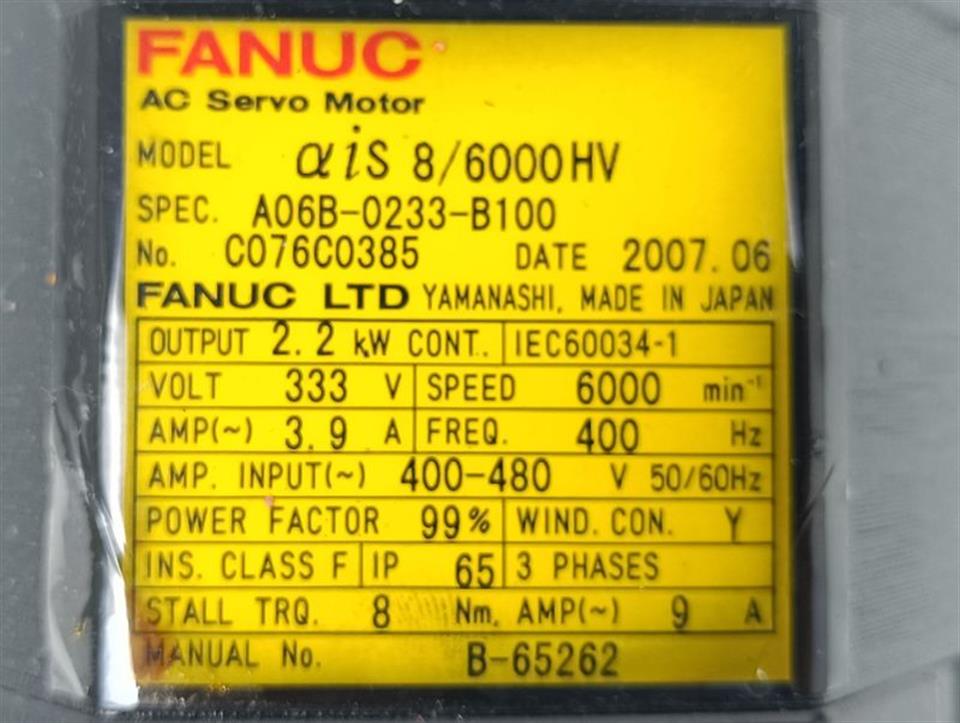 FANUC
AC Servo Motor
MODEL αiS 8/6000HV
SPEC. A06B-0233-B100
No. C076C0385 DATE 2007.06
FANUC LTD YAMANASHI, MADE IN JAPAN
OUTPUT 2.2 kW CONT. IEC60034-1
VOLT 333 V SPEED 6000 min⁻¹
AMP(~) 3.9 A FREQ. 400 Hz
AMP. INPUT(~) 400-480 V 50/60Hz
POWER FACTOR 99% WIND. CON. Y
INS. CLASS F IP 65 3 PHASES
STALL TRQ. 8 Nm, AMP(~) 9 A
MANUAL No. B-65262